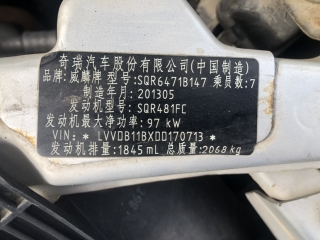 奇瑞汽车股份有限公司(中国制造)
品牌:威麟牌 型号:SQR6471B147 乘员数:7
制造年月:201305
发动机型号:SQR481FC
发动机最大净功率:97 kW
VIN: * LVVDB11BXDD170713 *
发动机排量:1845 mL 总质量:2068 kg